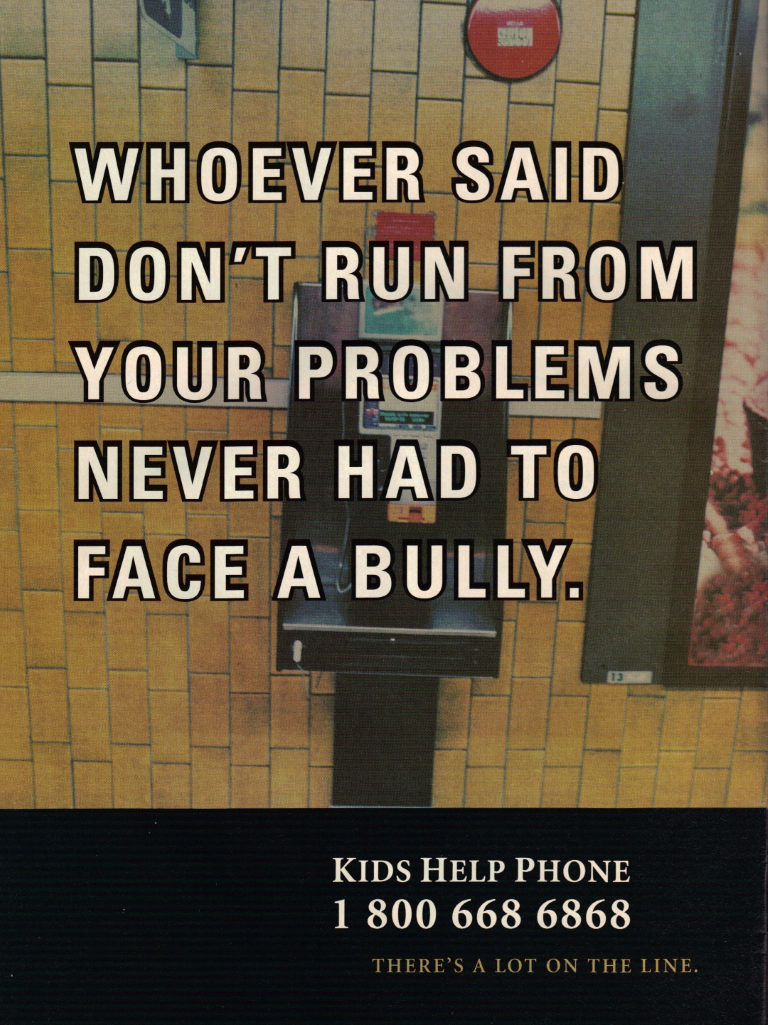 WHOEVER SAID
DON'T RUN FROM
YOUR PROBLEMS
NEVER HAD TO
FACE A BULLY.
13
KIDS HELP PHONE
1 800 668 6868
THERE'S A LOT ON THE LINE.